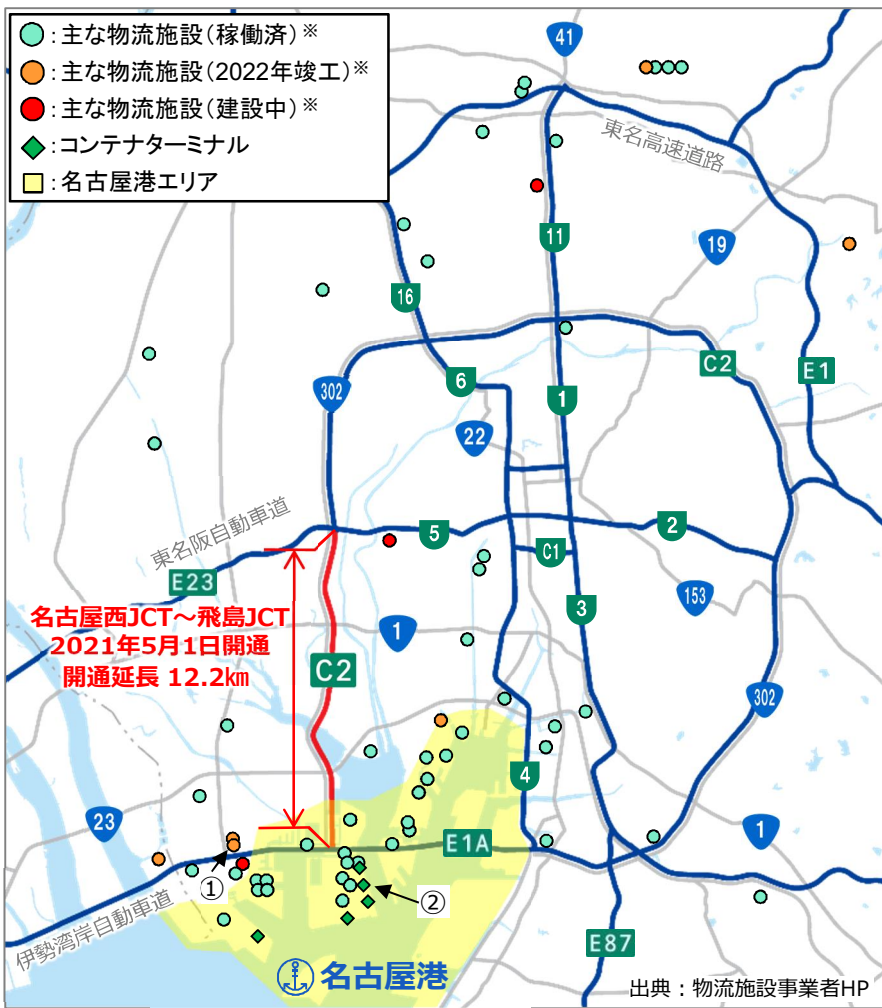 ：主な物流施設（稼働済）※
：主な物流施設（2022年竣工）※
：主な物流施設（建設中）※
：コンテナターミナル
：名古屋港エリア
41
東名高速道路
19
11
16
C2
E1
302
6
1
22
東名阪自動車道
5
2
C1
E23
153
3
1
名古屋西JCT～飛島JCT
2021年5月1日開通
開通延長 12.2㎞
C2
302
4
23
1
E1A
①
②
伊勢湾岸自動車道
E87
名古屋港
出典：物流施設事業者HP